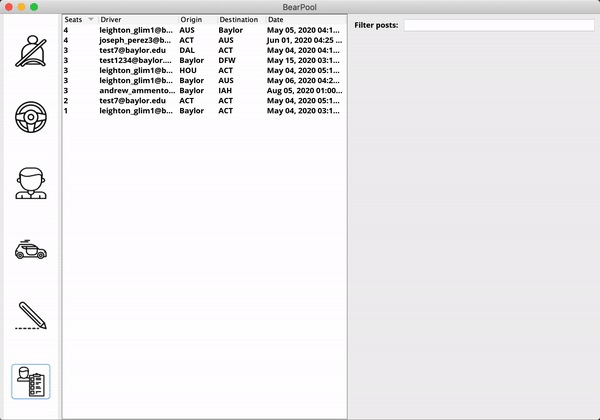 BearPool
Seats Driver Origin Destination Date
Filter posts:
4 leighton_glim1@b... AUS Baylor May 05, 2020 04:1...
4 joseph_perez3@b... ACT AUS Jun 01, 2020 04:25 ...
3 test7@baylor.edu DAL ACT May 04, 2020 04:1...
3 test1234@baylor.... Baylor DFW May 15, 2020 03:1...
3 leighton_glim1@b... HOU ACT May 04, 2020 05:1...
3 leighton_glim1@b... Baylor AUS May 06, 2020 04:2...
3 andrew_ammento... Baylor IAH Aug 05, 2020 01:00...
2 test7@baylor.edu ACT ACT May 04, 2020 05:1...
1 leighton_glim1@b... Baylor ACT May 04, 2020 03:1...